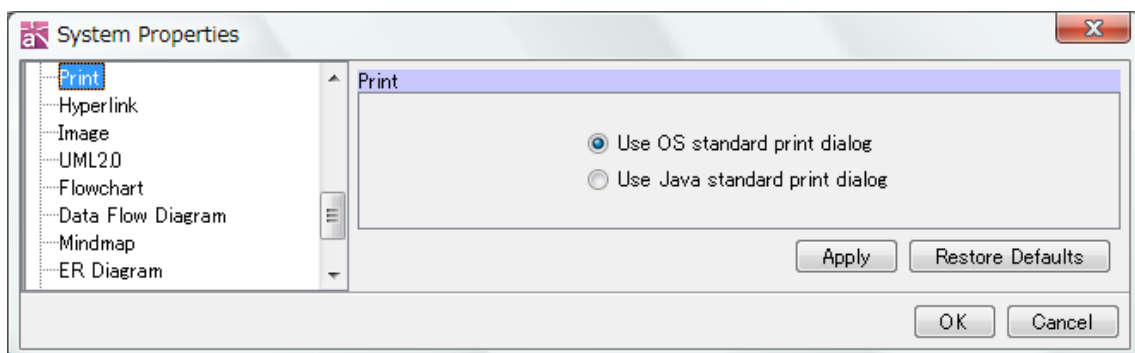 System Properties
Print
Hyperlink
Image
UML2.0
Flowchart
Data Flow Diagram
Mindmap
ER Diagram
Print
Use OS standard print dialog
Use Java standard print dialog
Apply Restore Defaults
OK Cancel